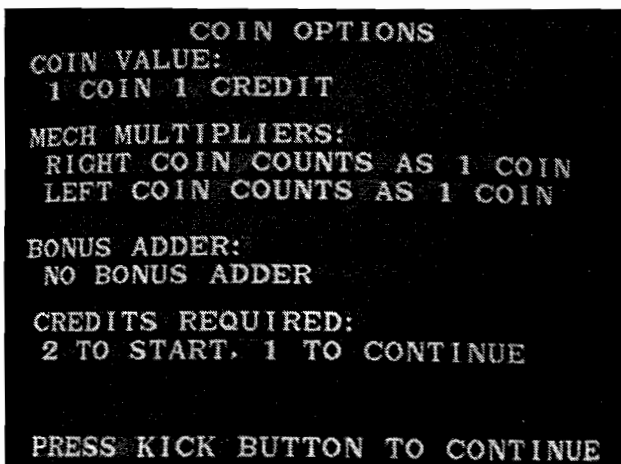 COIN OPTIONS
COIN VALUE:
1 COIN 1 CREDIT
MECH MULTIPLIERS:
RIGHT COIN COUNTS AS 1 COIN
LEFT COIN COUNTS AS 1 COIN
BONUS ADDER:
NO BONUS ADDER
CREDITS REQUIRED:
2 TO START, 1 TO CONTINUE
PRESS KICK BUTTON TO CONTINUE